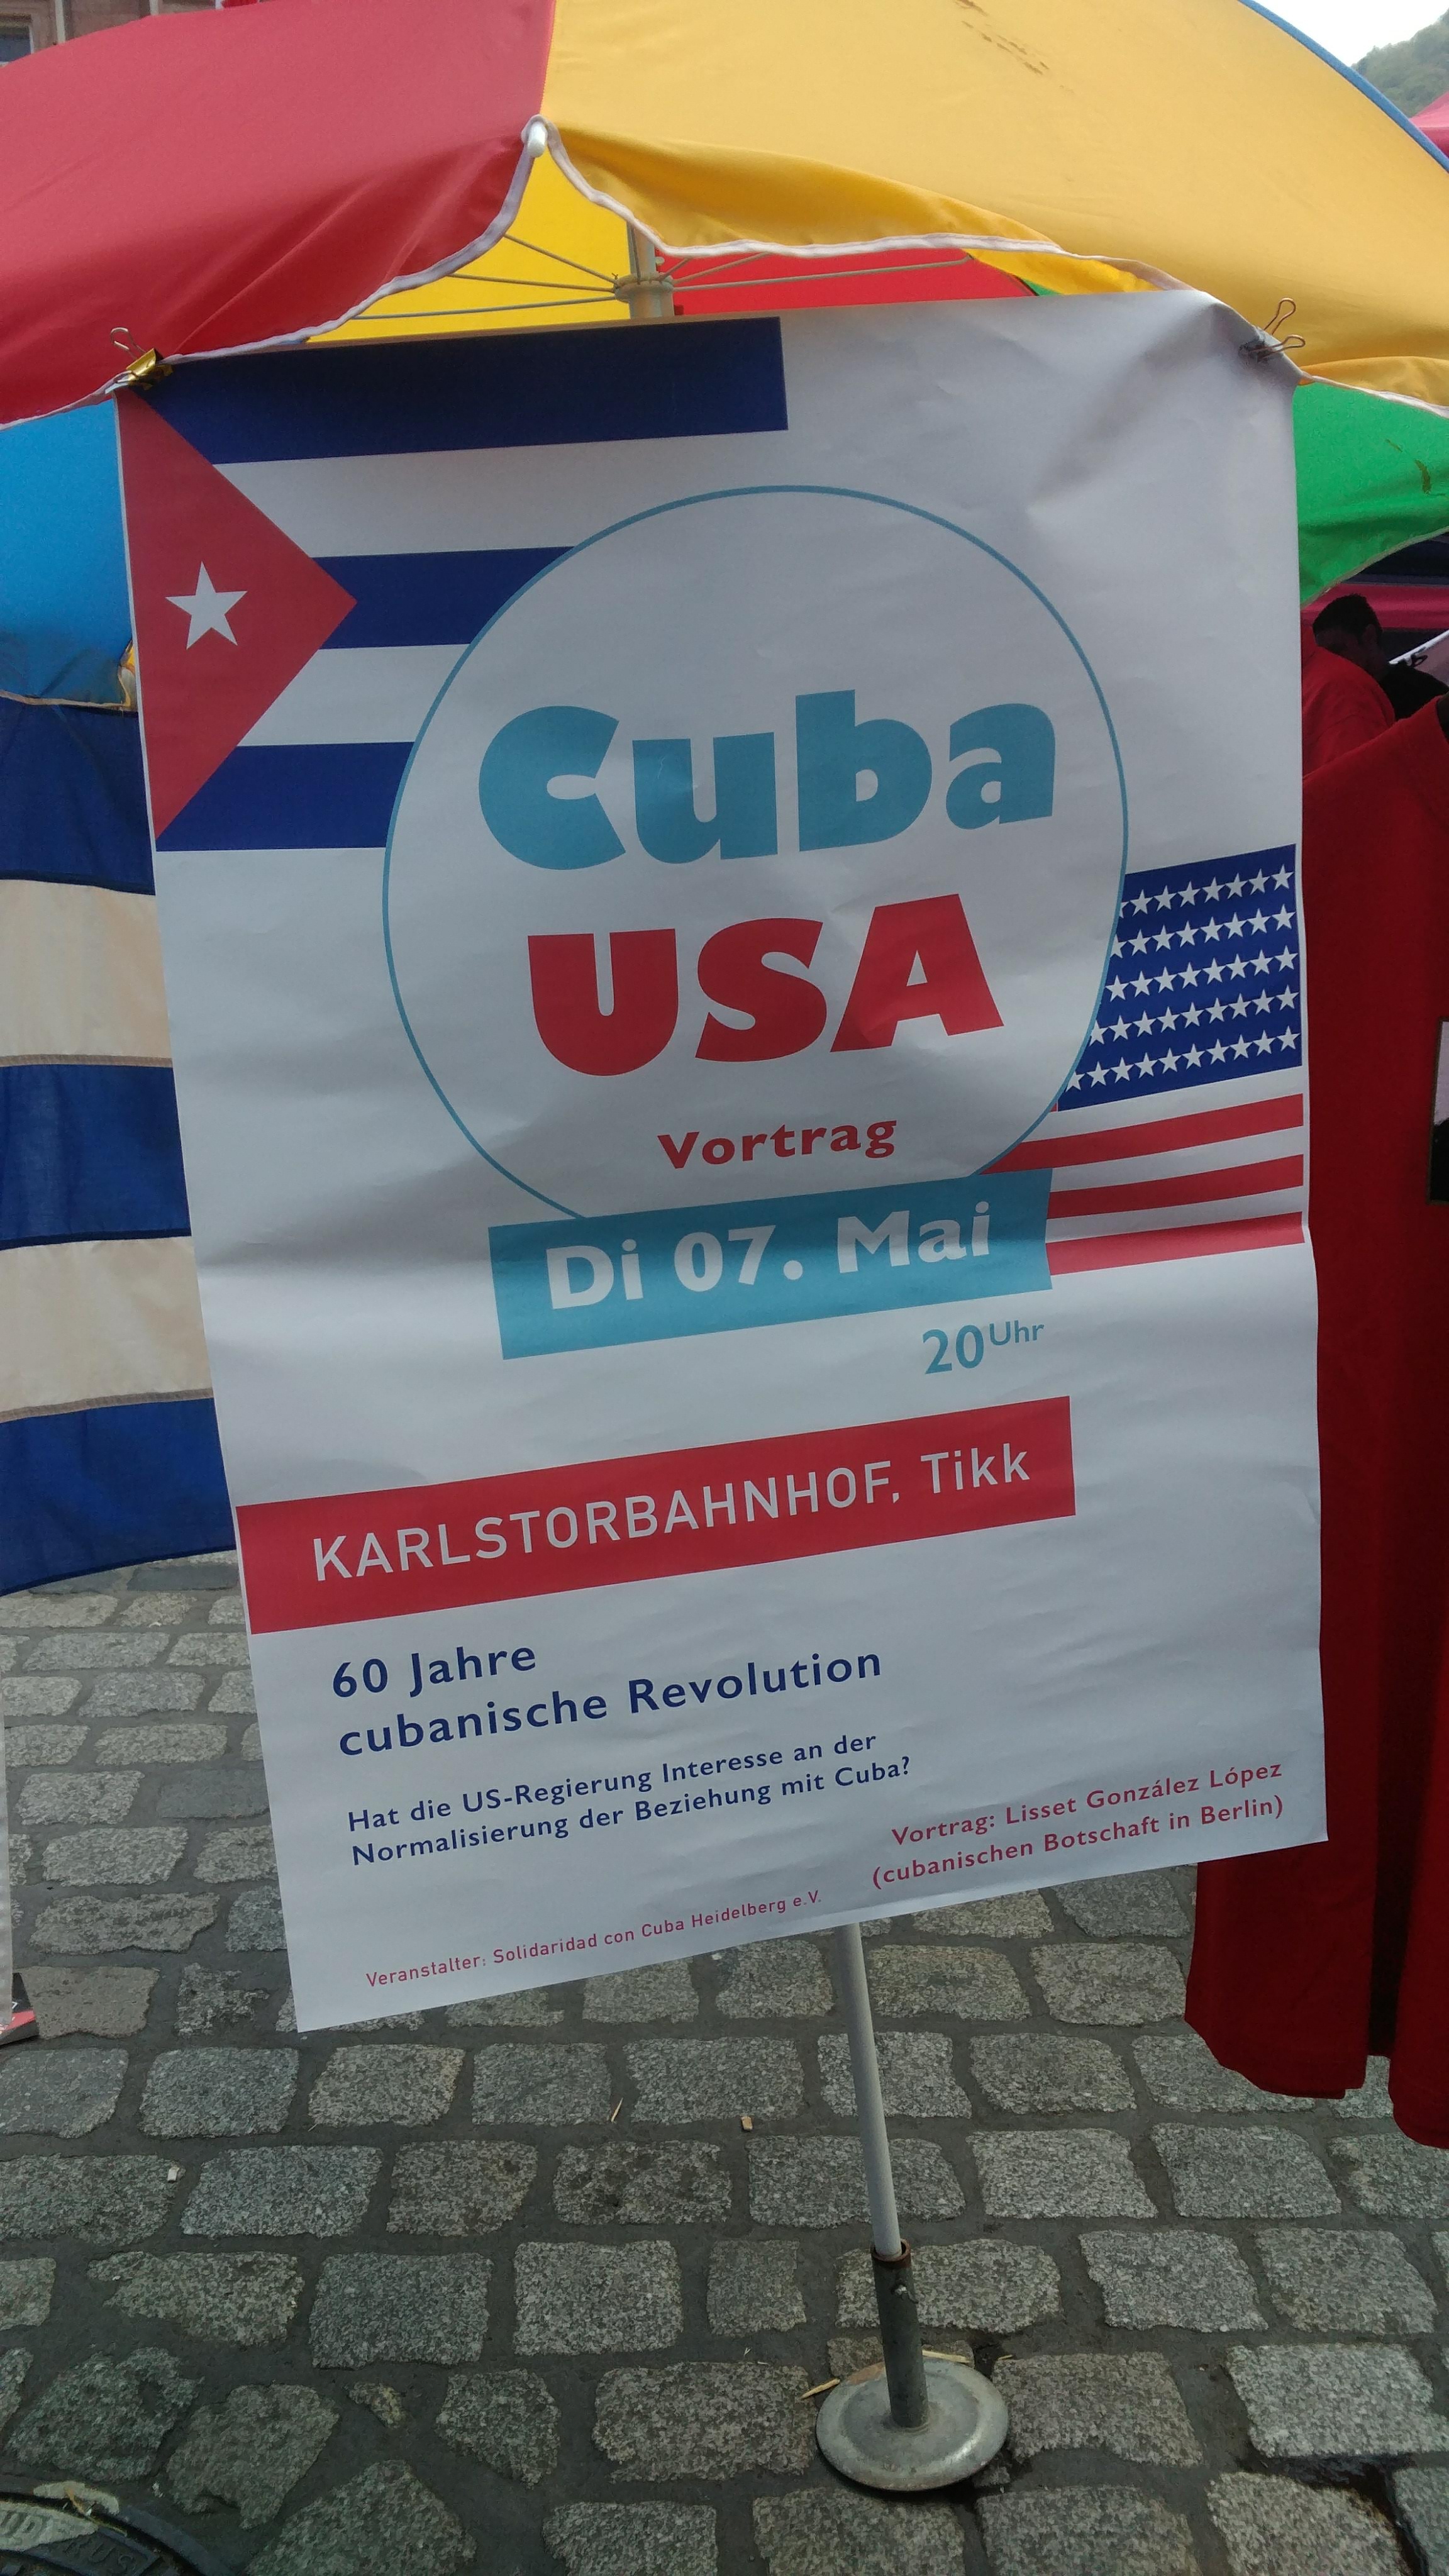 Cuba
USA
Vortrag
Di 07. Mai
20 Uhr
KARLSTORBAHNHOF, Tikk
60 Jahre
cubanische Revolution
Hat die US-Regierung Interesse an der
Normalisierung der Beziehung mit Cuba?
Vortrag: Lisset González López
(cubanischen Botschaft in Berlin)
Veranstalter: Solidaridad con Cuba Heidelberg e.V.